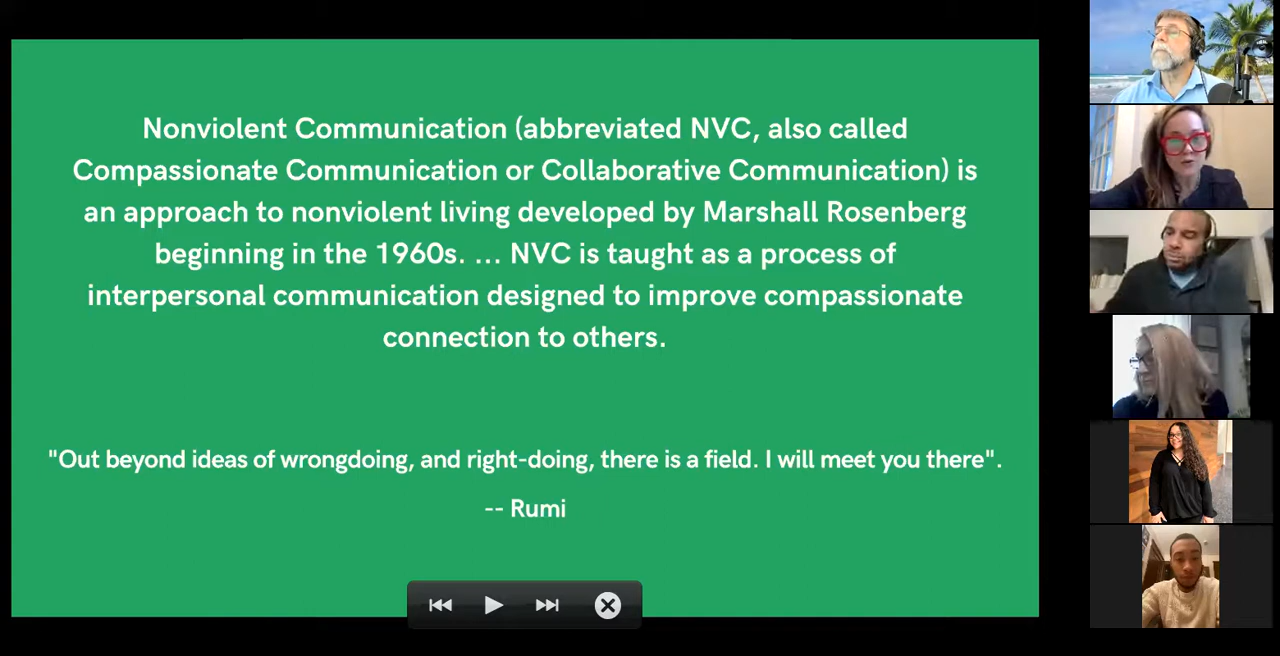 Nonviolent Communication (abbreviated NVC, also called
Compassionate Communication or Collaborative Communication) is
an approach to nonviolent living developed by Marshall Rosenberg
beginning in the 1960s. ... NVC is taught as a process of
interpersonal communication designed to improve compassionate
connection to others.
"Out beyond ideas of wrongdoing, and right-doing, there is a field. I will meet you there".
-- Rumi